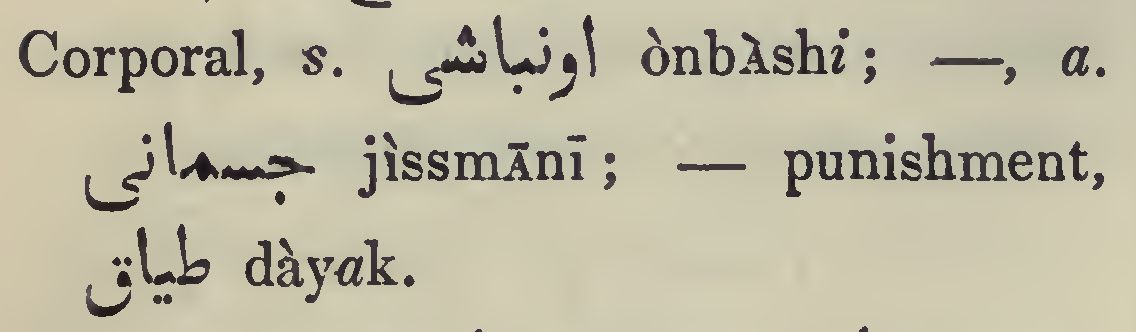 Corporal, s. اونباشی ònbàshi; —, a.
جسمانی jìssmānī; — punishment,
طیاق dàyak.